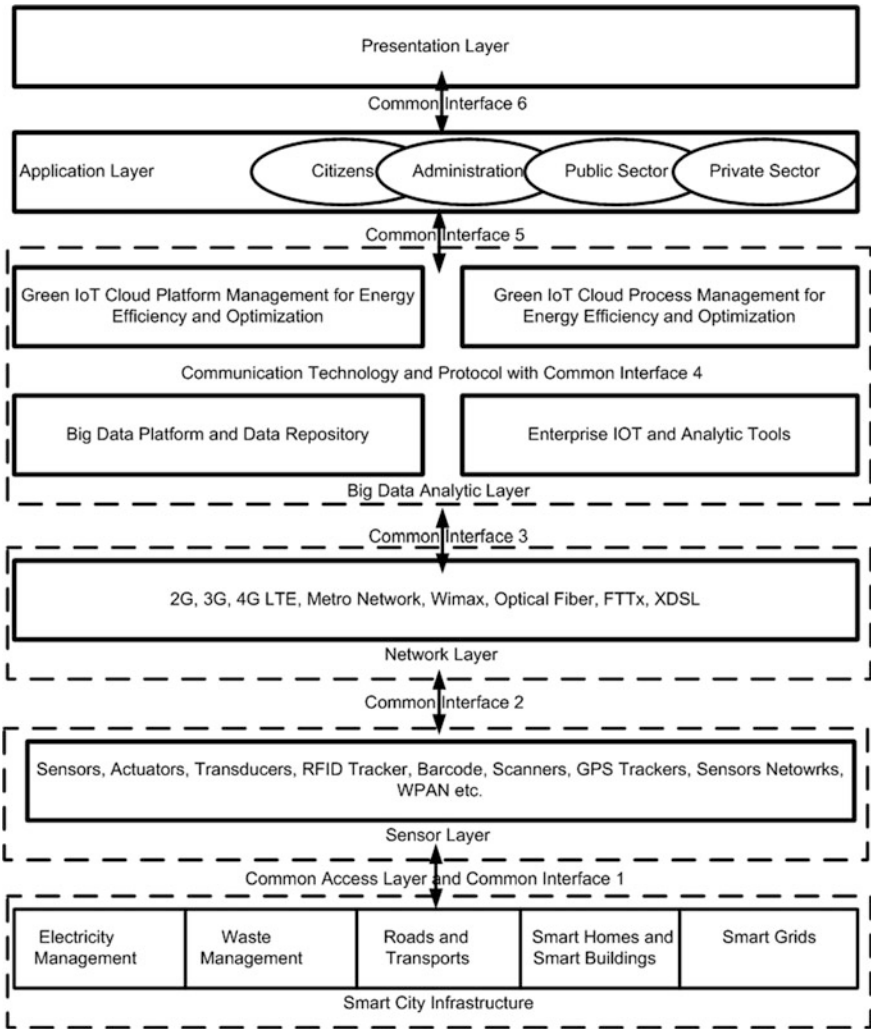 Presentation Layer
Common Interface 6
Application Layer
Citizens
Administration
Public Sector
Private Sector
Common Interface 5
Green IoT Cloud Platform Management for Energy
Efficiency and Optimization
Green IoT Cloud Process Management for
Energy Efficiency and Optimization
Communication Technology and Protocol with Common Interface 4
Big Data Platform and Data Repository
Enterprise IOT and Analytic Tools
Big Data Analytic Layer
Common Interface 3
2G, 3G, 4G LTE, Metro Network, Wimax, Optical Fiber, FTTx, XDSL
Network Layer
Common Interface 2
Sensors, Actuators, Transducers, RFID Tracker, Barcode, Scanners, GPS Trackers, Sensors Netowrks,
WPAN etc.
Sensor Layer
Common Access Layer and Common Interface 1
Electricity
Management
Waste
Management
Roads and
Transports
Smart Homes and
Smart Buildings
Smart Grids
Smart City Infrastructure